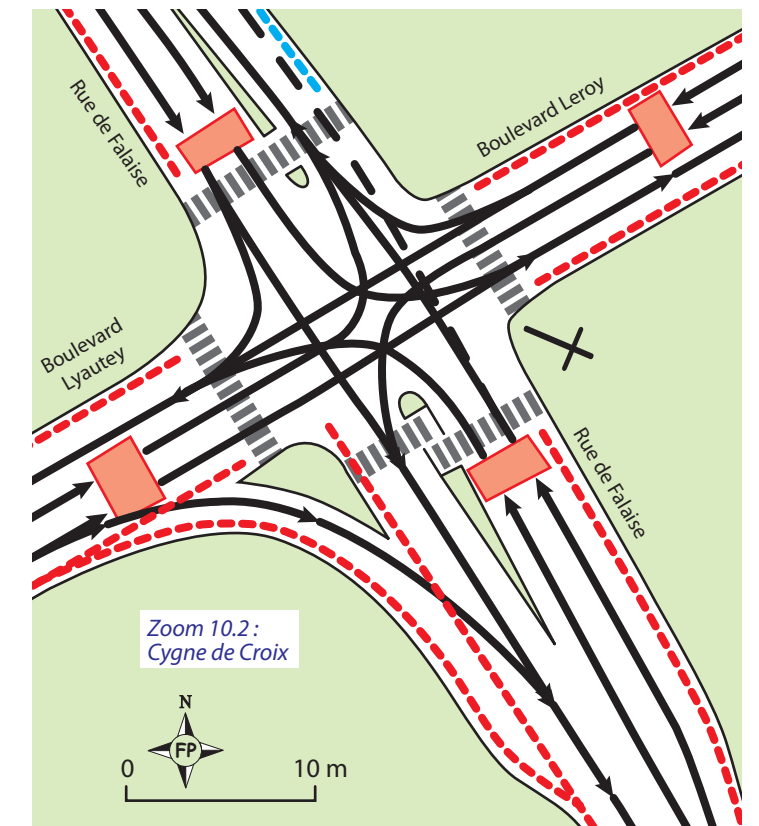 Rue de Falaise
Boulevard Leroy
Boulevard
Lyautey
Rue de Falaise
Zoom 10.2 :
Cygne de Croix
N
FP
0 10 m